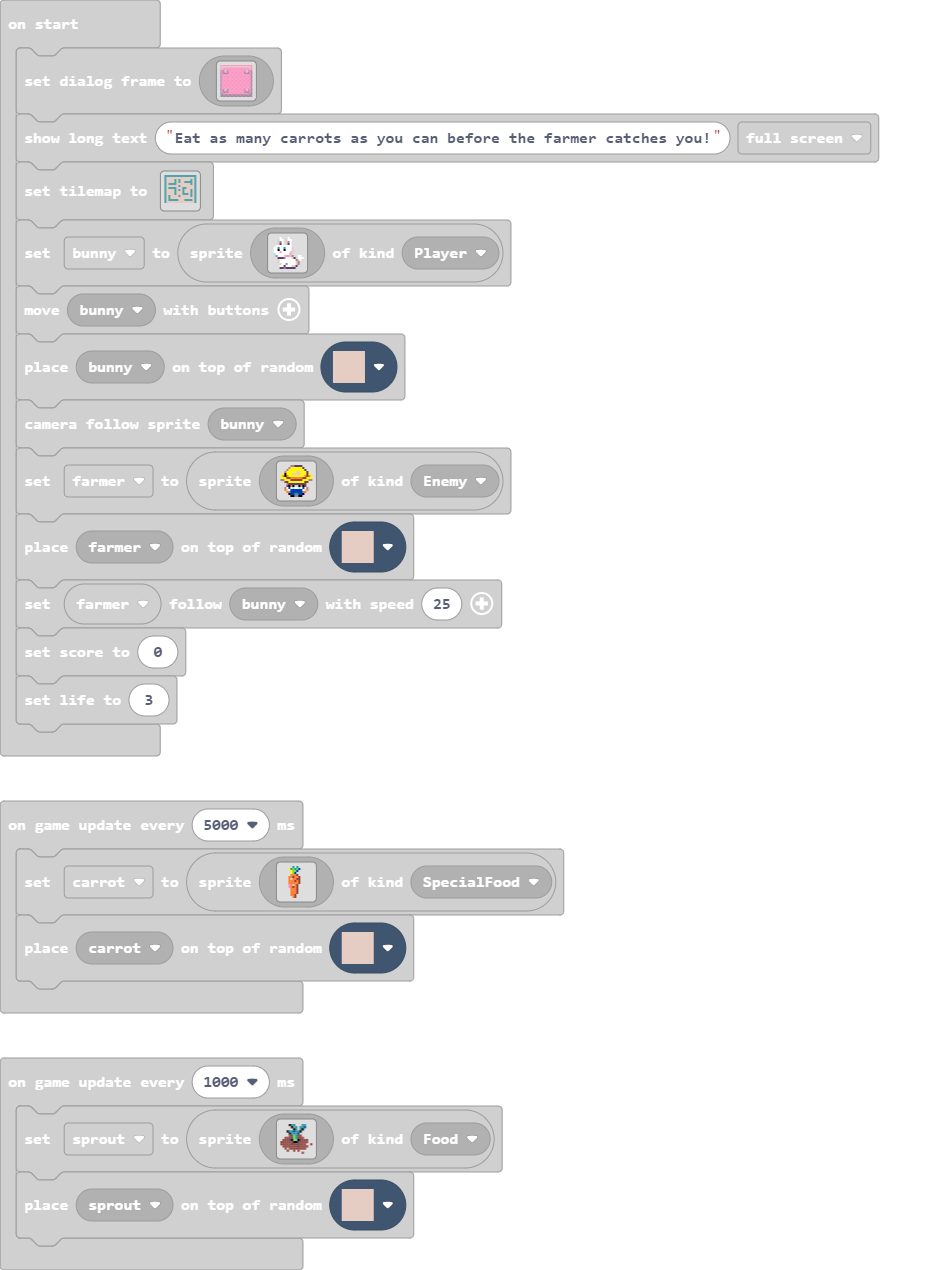 on start
set dialog frame to
show long text "Eat as many carrots as you can before the farmer catches you!" full screen
set tilemap to
set bunny to sprite of kind Player
move bunny with buttons
place bunny on top of random
camera follow sprite bunny
set farmer to sprite of kind Enemy
place farmer on top of random
set farmer follow bunny with speed 25
set score to 0
set life to 3
on game update every 5000 ms
set carrot to sprite of kind SpecialFood
place carrot on top of random
on game update every 1000 ms
set sprout to sprite of kind Food
place sprout on top of random